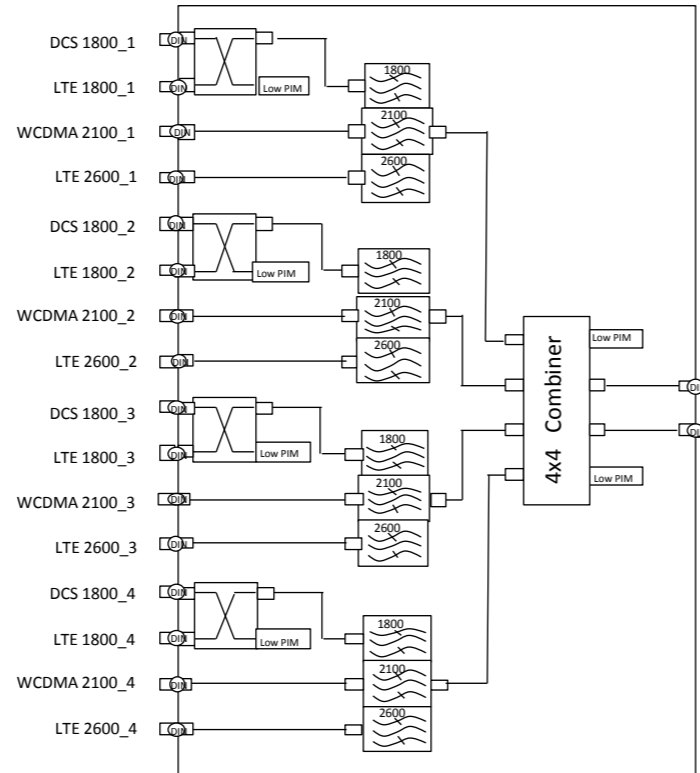 DCS 1800_1
DIN
LTE 1800_1
DIN
Low PIM
1800
WCDMA 2100_1
DIN
2100
LTE 2600_1
DIN
2600
DCS 1800_2
DIN
LTE 1800_2
DIN
Low PIM
1800
WCDMA 2100_2
DIN
2100
LTE 2600_2
DIN
2600
DCS 1800_3
DIN
LTE 1800_3
DIN
Low PIM
1800
WCDMA 2100_3
DIN
2100
LTE 2600_3
DIN
2600
DCS 1800_4
DIN
LTE 1800_4
DIN
Low PIM
1800
WCDMA 2100_4
DIN
2100
LTE 2600_4
DIN
2600
4x4 Combiner
Low PIM
Low PIM